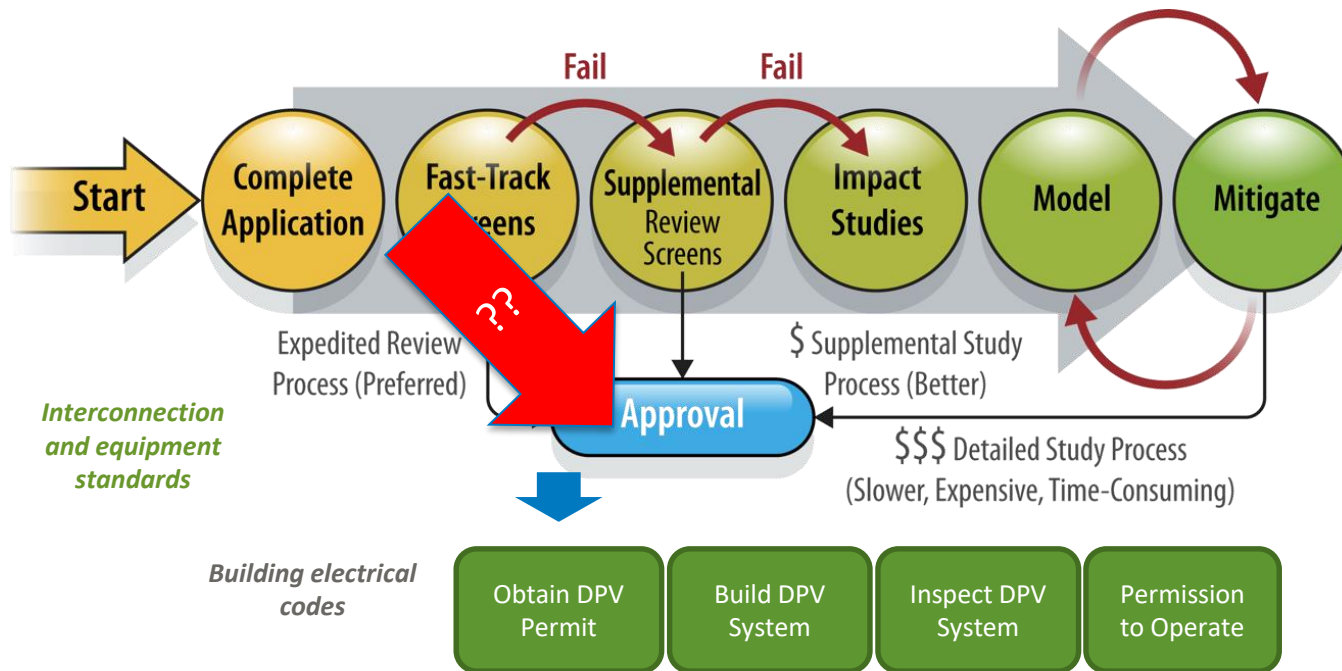 Fail
Fail
Start
Complete
Application
Fast-Track
Supplemental
Review
Screens
Impact
Studies
Model
Mitigate
??
Expedited Review
Process (Preferred)
$ Supplemental Study
Process (Better)
Approval
$$$ Detailed Study Process
(Slower, Expensive, Time-Consuming)
Interconnection
and equipment
standards
Building electrical
codes
Obtain DPV
Permit
Build DPV
System
Inspect DPV
System
Permission
to Operate